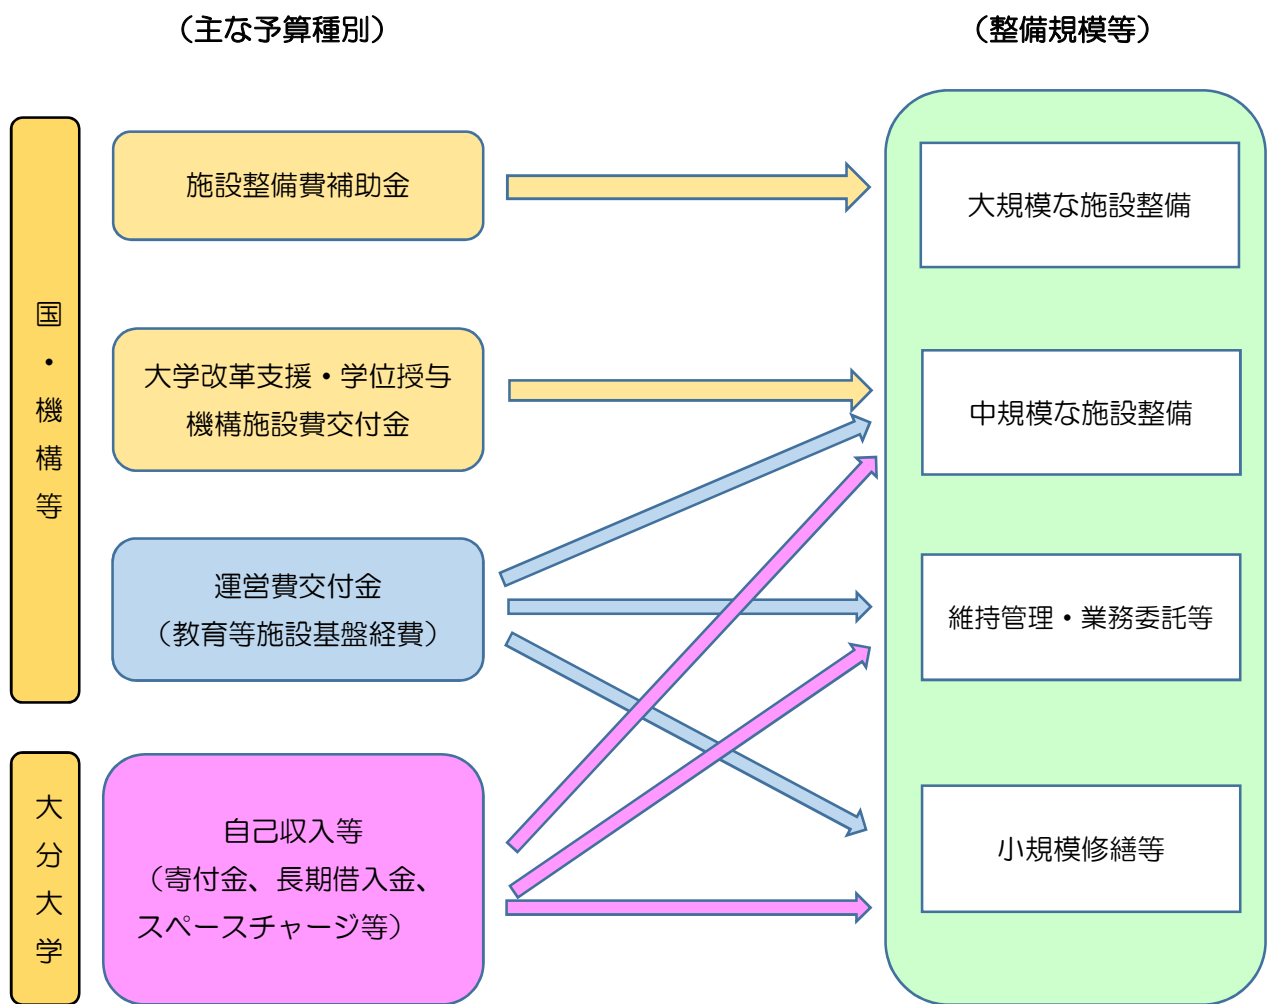 （主な予算種別）
（整備規模等）
国・機構等
施設整備費補助金
大規模な施設整備
大学改革支援・学位授与
機構施設費交付金
中規模な施設整備
運営費交付金
（教育等施設基盤経費）
維持管理・業務委託等
大分大学
自己収入等
（寄付金、長期借入金、
スペースチャージ等）
小規模修繕等